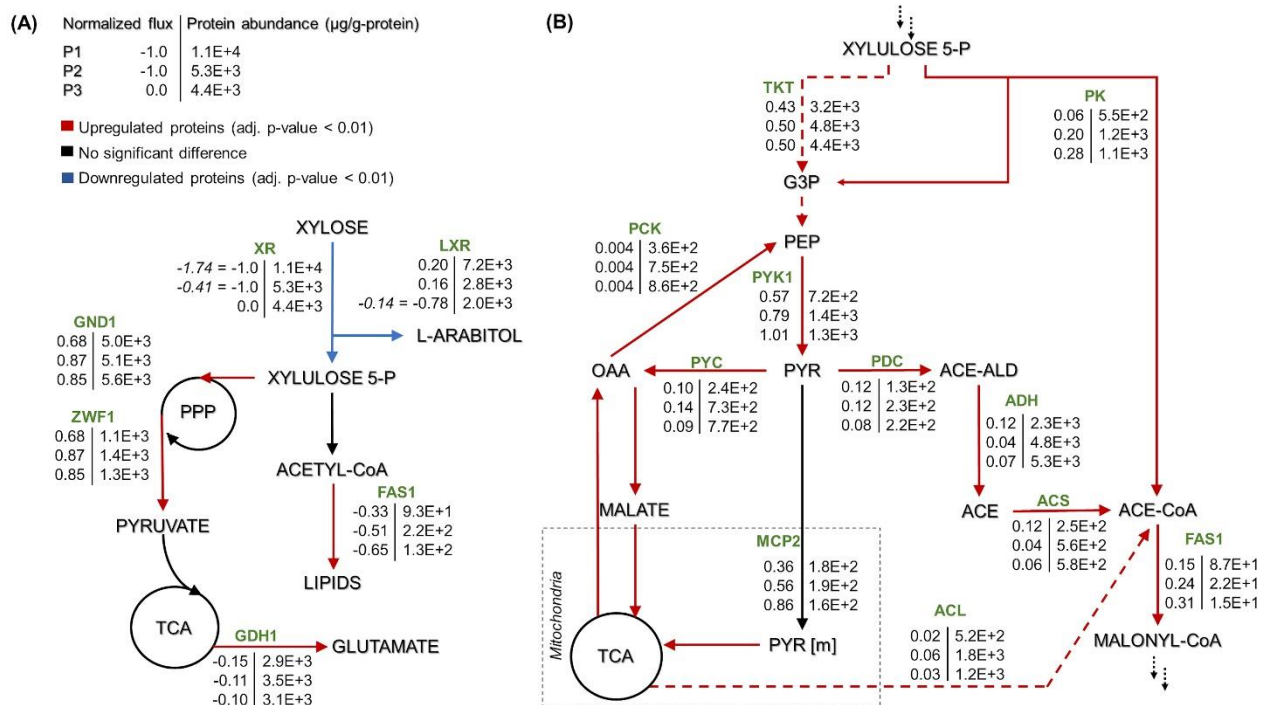 (A)
Normalized flux | Protein abundance (µg/g-protein)
P1 -1.0 | 1.1E+4
P2 -1.0 | 5.3E+3
P3 0.0 | 4.4E+3
Upregulated proteins (adj. p-value < 0.01)
No significant difference
Downregulated proteins (adj. p-value < 0.01)
XYLOSE
XR
-1.74 = -1.0 | 1.1E+4
-0.41 = -1.0 | 5.3E+3
0.0 | 4.4E+3
LXR
0.20 | 7.2E+3
0.16 | 2.8E+3
-0.14 = -0.78 | 2.0E+3
L-ARABITOL
GND1
0.68 | 5.0E+3
0.87 | 5.1E+3
0.85 | 5.6E+3
XYLULOSE 5-P
PPP
ZWF1
0.68 | 1.1E+3
0.87 | 1.4E+3
0.85 | 1.3E+3
ACETYL-CoA
FAS1
-0.33 | 9.3E+1
-0.51 | 2.2E+2
-0.65 | 1.3E+2
PYRUVATE
LIPIDS
TCA
GDH1
-0.15 | 2.9E+3
-0.11 | 3.5E+3
-0.10 | 3.1E+3
GLUTAMATE
(B)
XYLULOSE 5-P
TKT
0.43 | 3.2E+3
0.50 | 4.8E+3
0.50 | 4.4E+3
PK
0.06 | 5.5E+2
0.20 | 1.2E+3
0.28 | 1.1E+3
G3P
PCK
0.004 | 3.6E+2
0.004 | 7.5E+2
0.004 | 8.6E+2
PEP
PYK1
0.57 | 7.2E+2
0.79 | 1.4E+3
1.01 | 1.3E+3
OAA
PYC
0.10 | 2.4E+2
0.14 | 7.3E+2
0.09 | 7.7E+2
PYR
PDC
0.12 | 1.3E+2
0.12 | 2.3E+2
0.08 | 2.2E+2
ACE-ALD
ADH
0.12 | 2.3E+3
0.04 | 4.8E+3
0.07 | 5.3E+3
MALATE
ACE
ACS
0.12 | 2.5E+2
0.04 | 5.6E+2
0.06 | 5.8E+2
ACE-CoA
Mitochondria
MCP2
0.36 | 1.8E+2
0.56 | 1.9E+2
0.86 | 1.6E+2
FAS1
0.15 | 8.7E+1
0.24 | 2.2E+1
0.31 | 1.5E+1
TCA
PYR [m]
ACL
0.02 | 5.2E+2
0.06 | 1.8E+3
0.03 | 1.2E+3
MALONYL-CoA